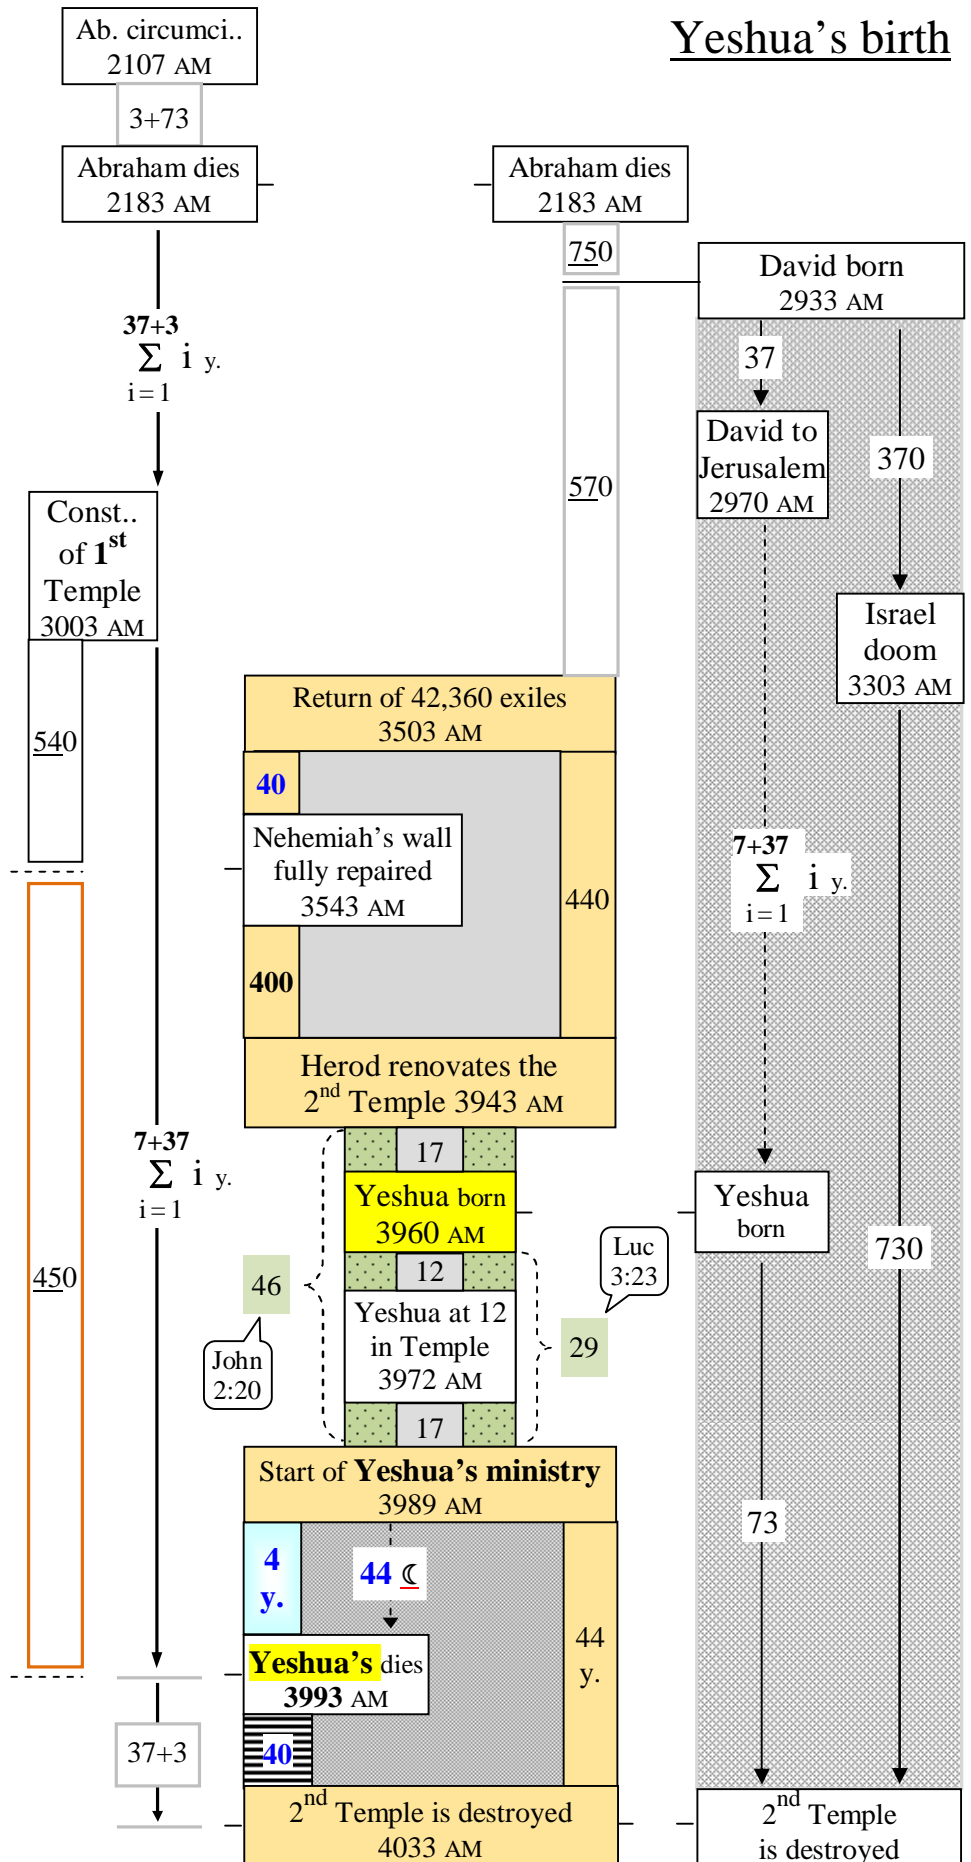 Yeshua's birth
Ab. circumci..
2107 AM
3+73
Abraham dies
2183 AM
Abraham dies
2183 AM
750
David born
2933 AM
37+3
Σ i y.
i = 1
37
370
David to
Jerusalem
2970 AM
570
Const..
of 1st
Temple
3003 AM
Israel
doom
3303 AM
540
Return of 42,360 exiles
3503 AM
40
Nehemiah's wall
fully repaired
3543 AM
440
400
7+37
Σ i y.
i = 1
Herod renovates the
2nd Temple 3943 AM
7+37
Σ i y.
i = 1
17
Yeshua born
3960 AM
Yeshua
born
450
46
John
2:20
12
Luc
3:23
730
Yeshua at 12
in Temple
3972 AM
29
17
Start of Yeshua's ministry
3989 AM
73
4
y.
44 ☾
44
y.
Yeshua's dies
3993 AM
37+3
40
2nd Temple is destroyed
4033 AM
2nd Temple
is destroyed